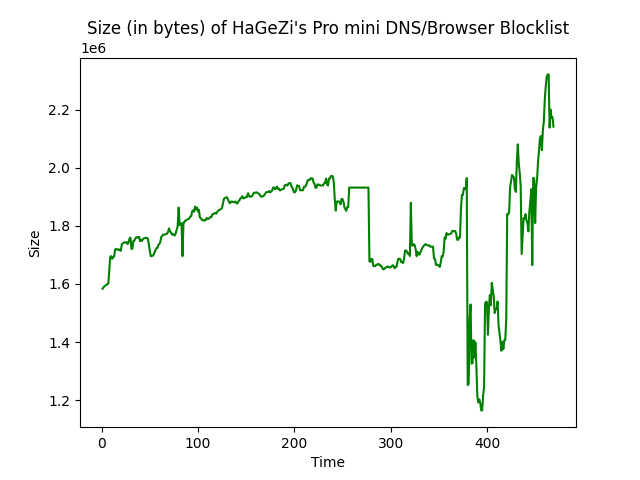 Size (in bytes) of HaGeZi's Pro mini DNS/Browser Blocklist
1e6
2.2
2.0
1.8
1.6
1.4
1.2
Size
0 100 200 300 400
Time